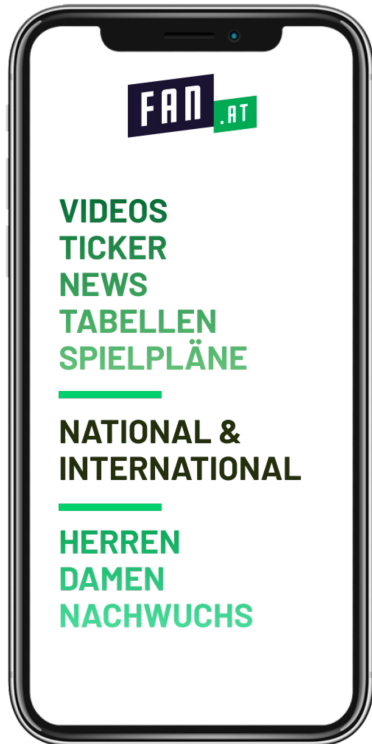 FAN
.AT
VIDEOS
TICKER
NEWS
TABELLEN
SPIELPLÄNE
NATIONAL &
INTERNATIONAL
HERREN
DAMEN
NACHWUCHS